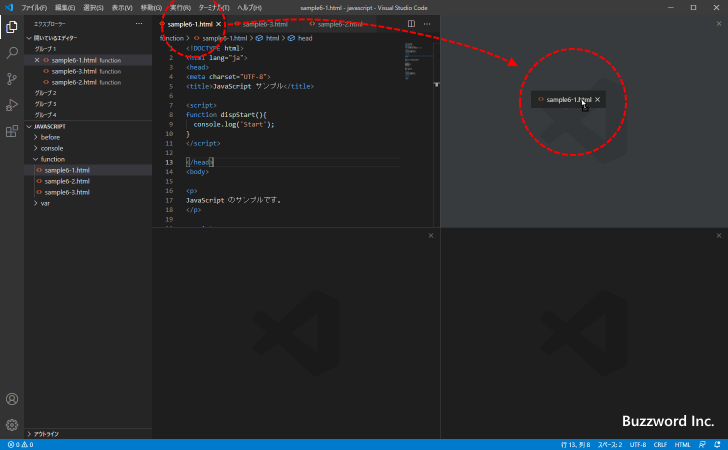 ファイル(F) 編集(E) 選択(S) 表示(V) 移動(G) 実行(R) ターミナル(T) ヘルプ(H) sample6-1.html - javascript - Visual Studio Code
エクスプローラー
sample6-1.html sample6-3.html sample6-2.html
function > sample6-1.html > html > head
開いているエディター
グループ 1
sample6-1.html function
sample6-3.html function
sample6-2.html function
グループ 2
グループ 3
グループ 4
JAVASCRIPT
before
console
function
sample6-1.html
sample6-2.html
sample6-3.html
var
アウトライン
1 <!DOCTYPE html>
2 <html lang="ja">
3 <head>
4 <meta charset="UTF-8">
5 <title>JavaScript サンプル</title>
6
7 <script>
8 function dispStart(){
9 console.log('Start');
10 }
11 </script>
12
13 </head>
14 <body>
15
16 <p>
17 JavaScript のサンプルです。
18 </p>
19
sample6-1.html
Buzzword Inc.
0 0 行 13, 列 8 スペース: 2 UTF-8 CRLF HTML